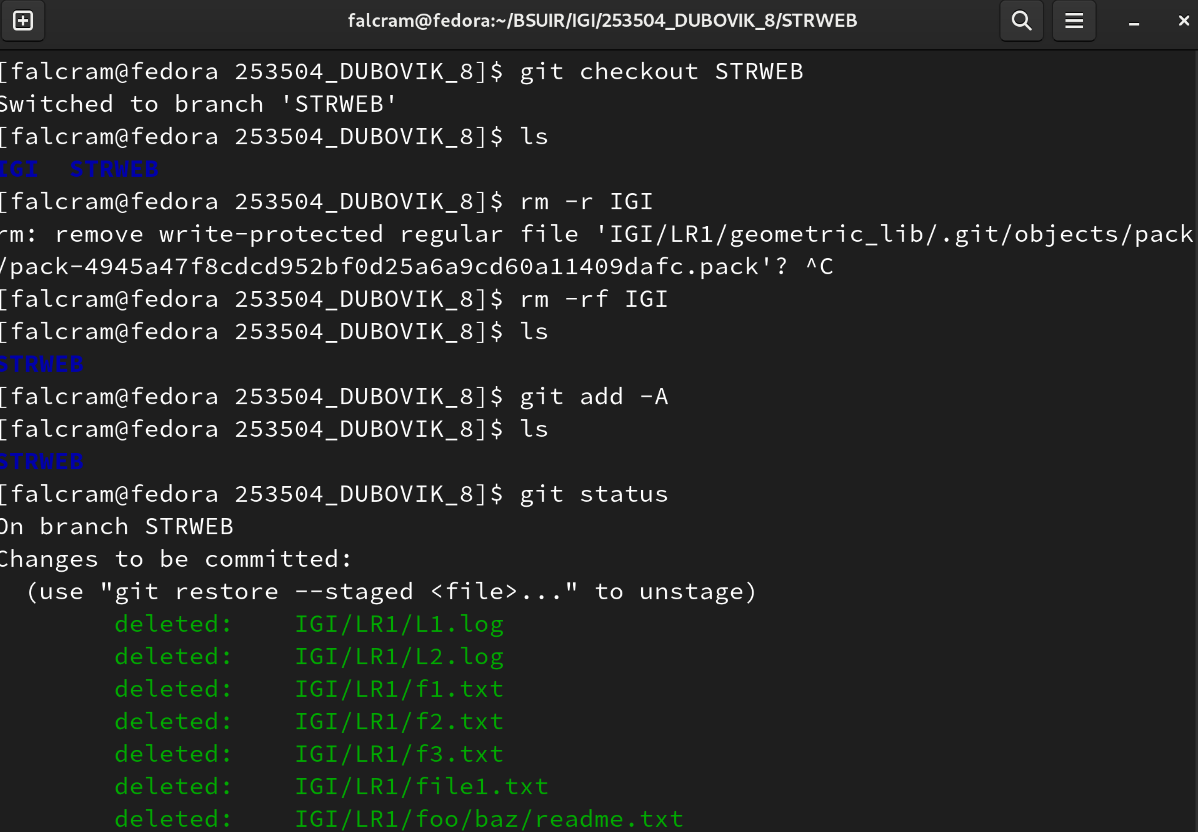 falcram@fedora:~/BSUIR/IGI/253504_DUBOVIK_8/STRWEB
[falcram@fedora 253504_DUBOVIK_8]$ git checkout STRWEB
Switched to branch 'STRWEB'
[falcram@fedora 253504_DUBOVIK_8]$ ls
IGI  STRWEB
[falcram@fedora 253504_DUBOVIK_8]$ rm -r IGI
rm: remove write-protected regular file 'IGI/LR1/geometric_lib/.git/objects/pack
/pack-4945a47f8cdcd952bf0d25a6a9cd60a11409dafc.pack'? ^C
[falcram@fedora 253504_DUBOVIK_8]$ rm -rf IGI
[falcram@fedora 253504_DUBOVIK_8]$ ls
STRWEB
[falcram@fedora 253504_DUBOVIK_8]$ git add -A
[falcram@fedora 253504_DUBOVIK_8]$ ls
STRWEB
[falcram@fedora 253504_DUBOVIK_8]$ git status
On branch STRWEB
Changes to be committed:
  (use "git restore --staged <file>..." to unstage)
        deleted:    IGI/LR1/L1.log
        deleted:    IGI/LR1/L2.log
        deleted:    IGI/LR1/f1.txt
        deleted:    IGI/LR1/f2.txt
        deleted:    IGI/LR1/f3.txt
        deleted:    IGI/LR1/file1.txt
        deleted:    IGI/LR1/foo/baz/readme.txt